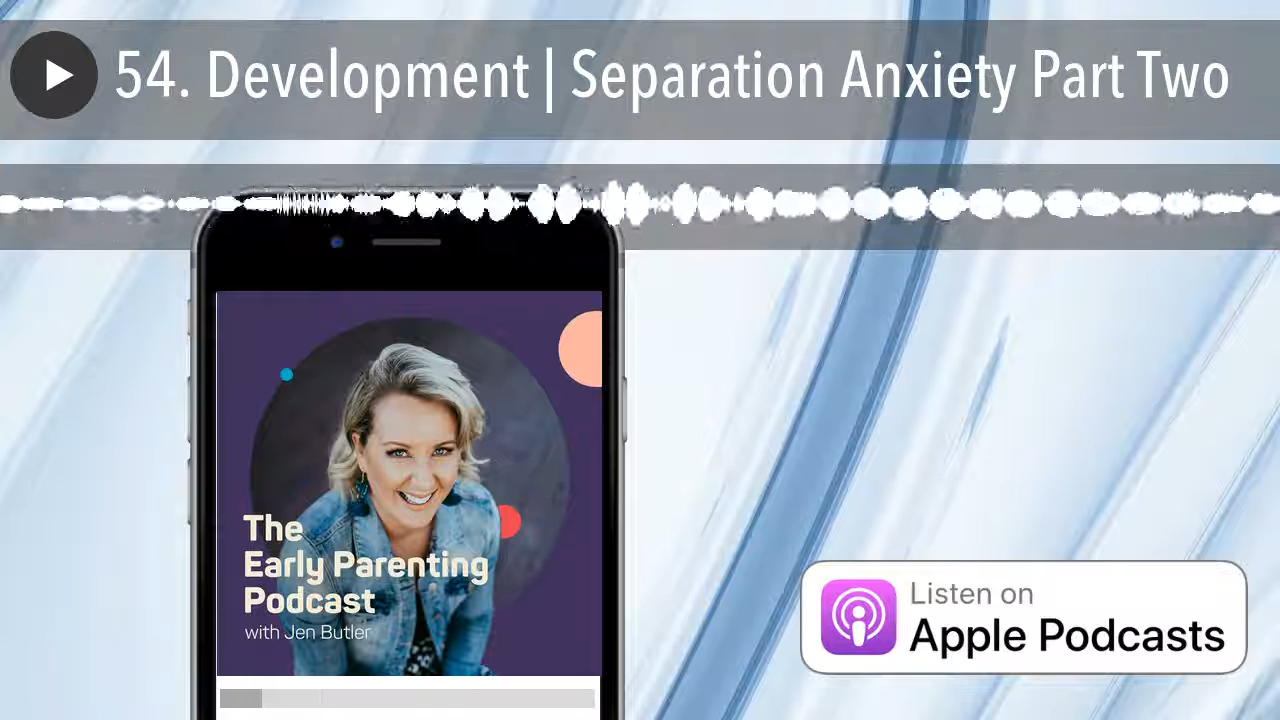 54. Development | Separation Anxiety Part Two
The
Early Parenting
Podcast
with Jen Butler
Listen on
Apple Podcasts